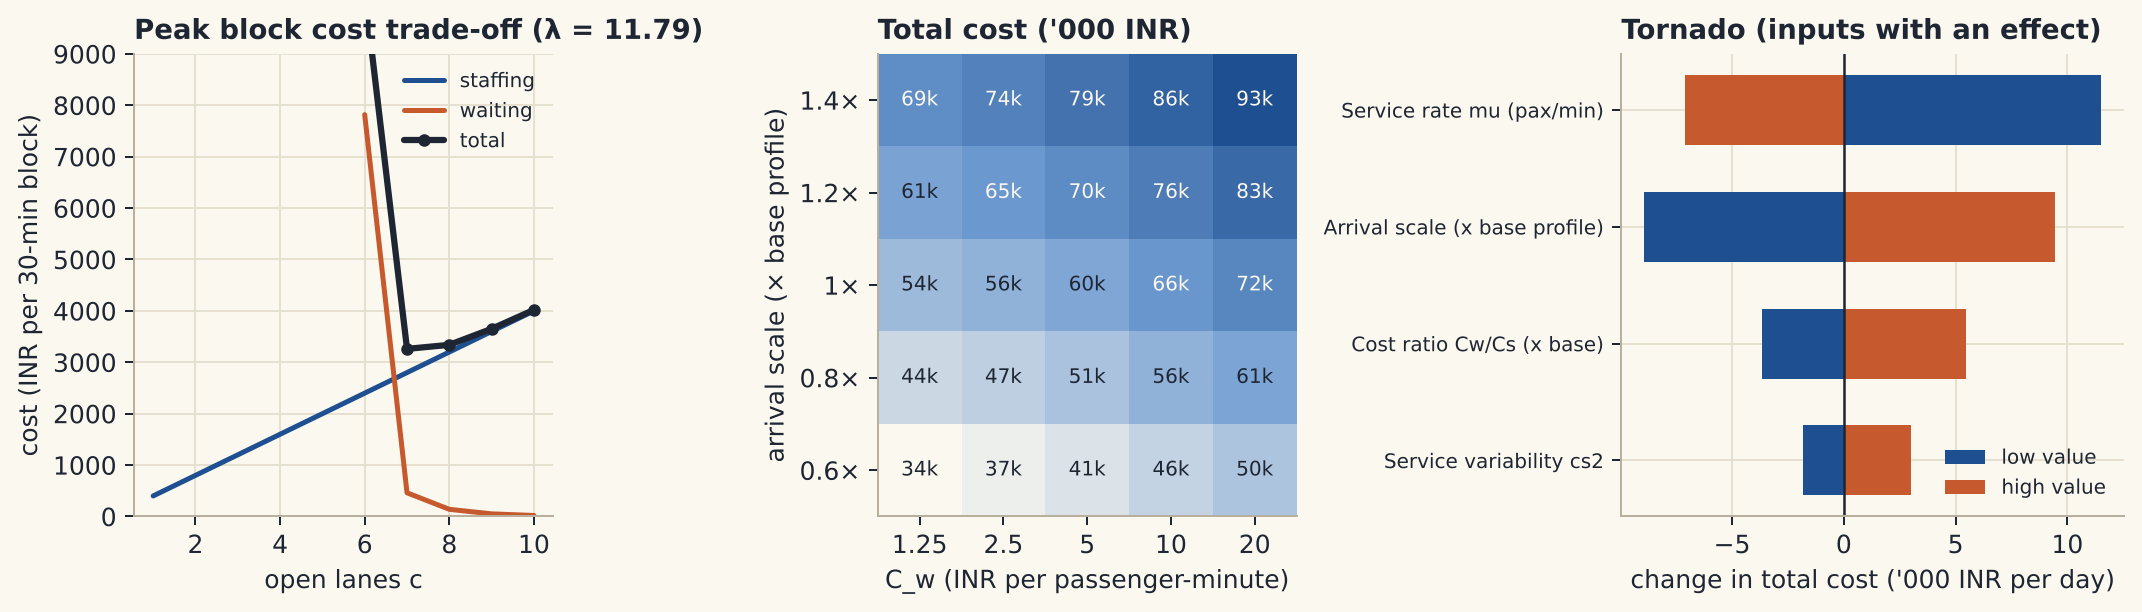 Peak block cost trade-off (λ = 11.79)
cost (INR per 30-min block)
9000
8000
7000
6000
5000
4000
3000
2000
1000
0
staffing
waiting
total
2 4 6 8 10
open lanes c
Total cost ('000 INR)
arrival scale (× base profile)
1.4× 69k 74k 79k 86k 93k
1.2× 61k 65k 70k 76k 83k
1× 54k 56k 60k 66k 72k
0.8× 44k 47k 51k 56k 61k
0.6× 34k 37k 41k 46k 50k
1.25 2.5 5 10 20
C_w (INR per passenger-minute)
Tornado (inputs with an effect)
Service rate mu (pax/min)
Arrival scale (x base profile)
Cost ratio Cw/Cs (x base)
Service variability cs2
low value
high value
−5 0 5 10
change in total cost ('000 INR per day)